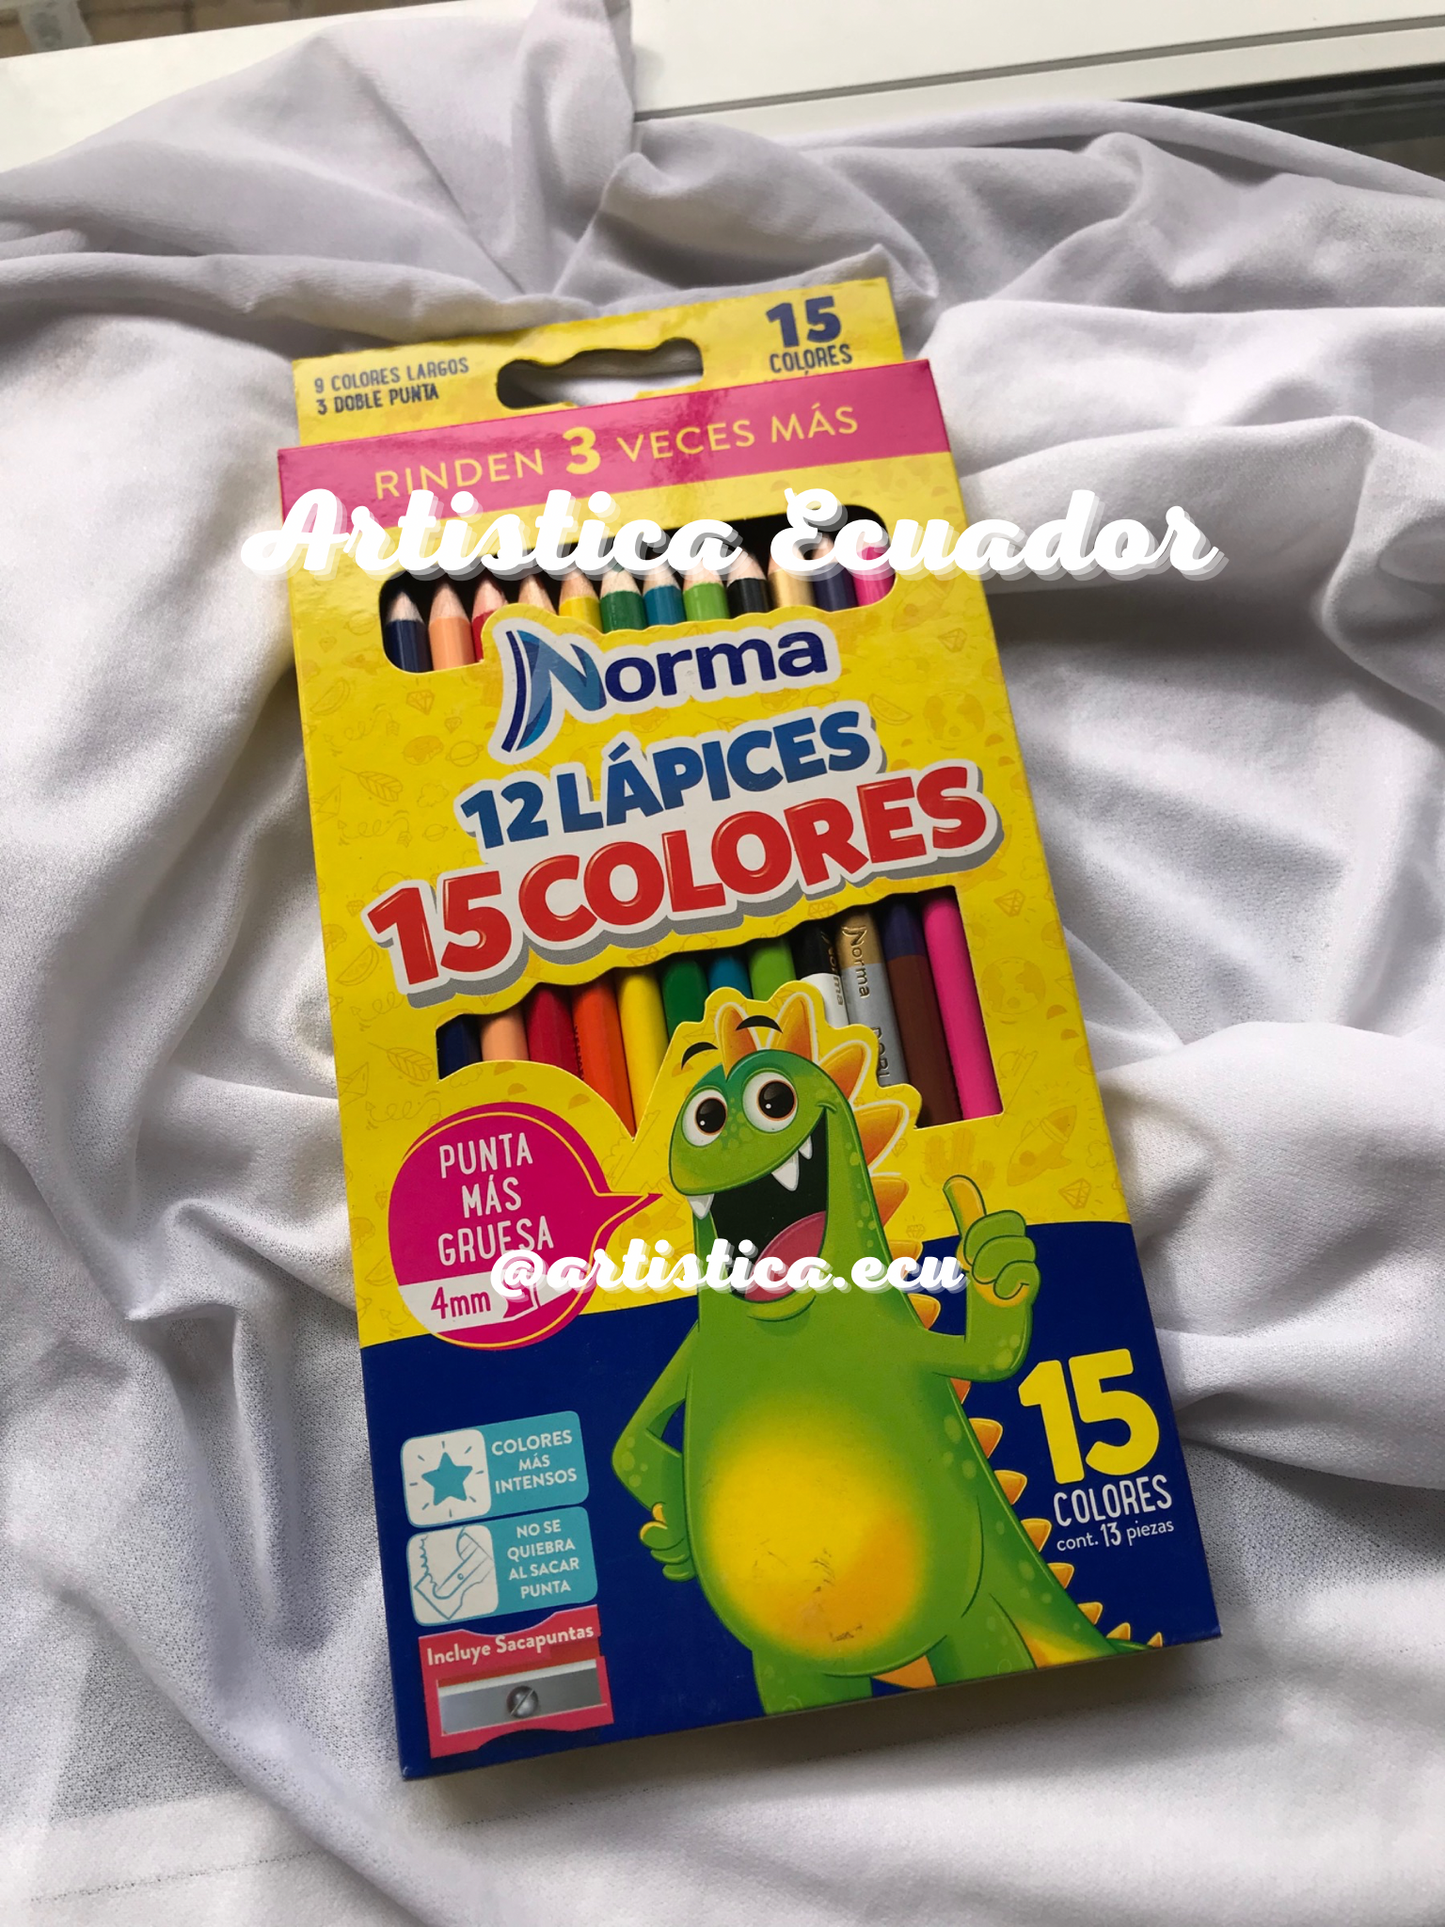 9 COLORES LARGOS
3 DOBLE PUNTA
15
COLORES
RINDEN 3 VECES MÁS
Artistica Ecuador
Norma
12 LÁPICES
15 COLORES
Norma
PUNTA
MÁS
GRUESA
4mm
@artistica.ecu
15
COLORES
cont. 13 piezas
COLORES
MÁS
INTENSOS
NO SE
QUIEBRA
AL SACAR
PUNTA
Incluye Sacapuntas